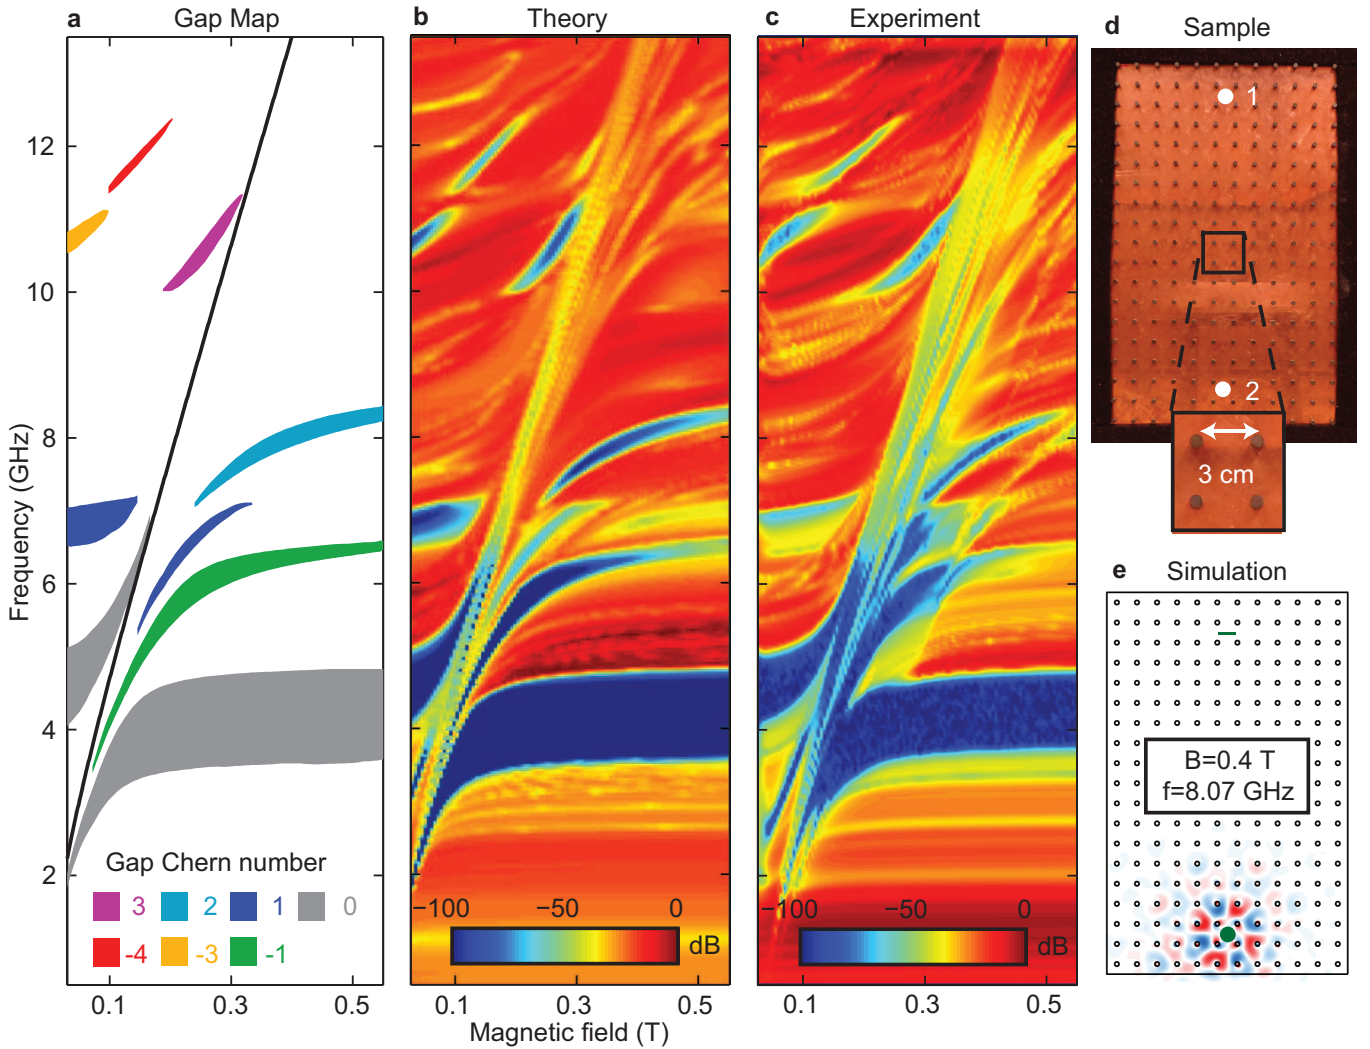 a Gap Map
b Theory
c Experiment
d Sample
Frequency (GHz)
12
10
8
6
4
2
Gap Chern number
3 2 1 0
-4 -3 -1
0.1 0.3 0.5
−100 −50 0
dB
0.1 0.3 0.5
Magnetic field (T)
−100 −50 0
dB
0.1 0.3 0.5
1
2
3 cm
e Simulation
B=0.4 T
f=8.07 GHz